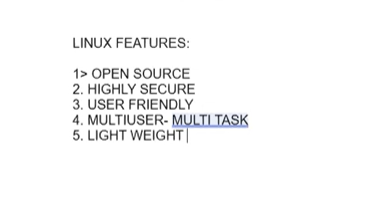 LINUX FEATURES:
1> OPEN SOURCE
2. HIGHLY SECURE
3. USER FRIENDLY
4. MULTIUSER- MULTI TASK
5. LIGHT WEIGHT